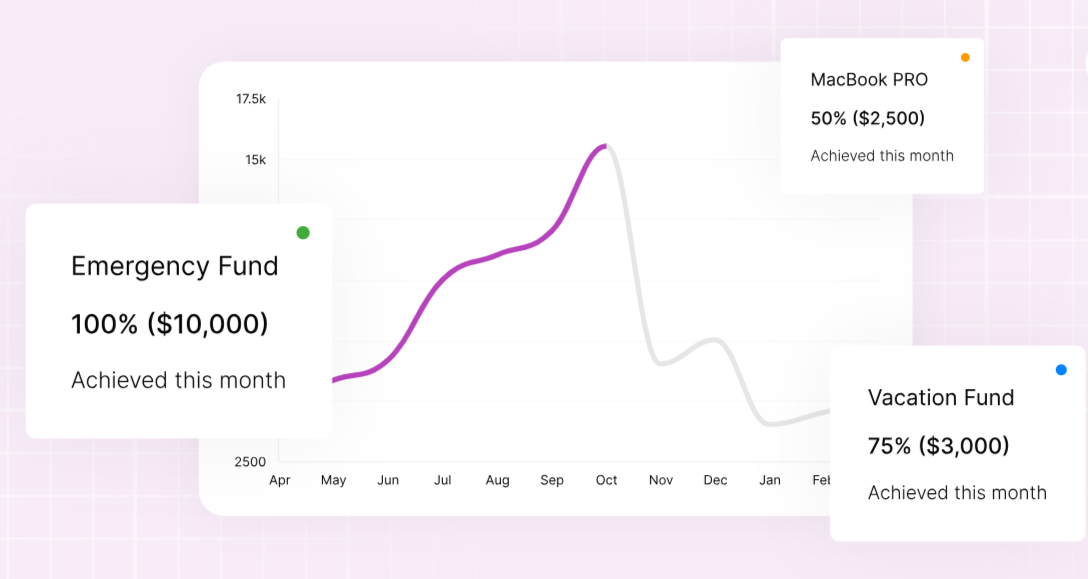 MacBook PRO
50% ($2,500)
Achieved this month
17.5k
15k
Emergency Fund
100% ($10,000)
Achieved this month
Vacation Fund
75% ($3,000)
Achieved this month
2500
Apr May Jun Jul Aug Sep Oct Nov Dec Jan